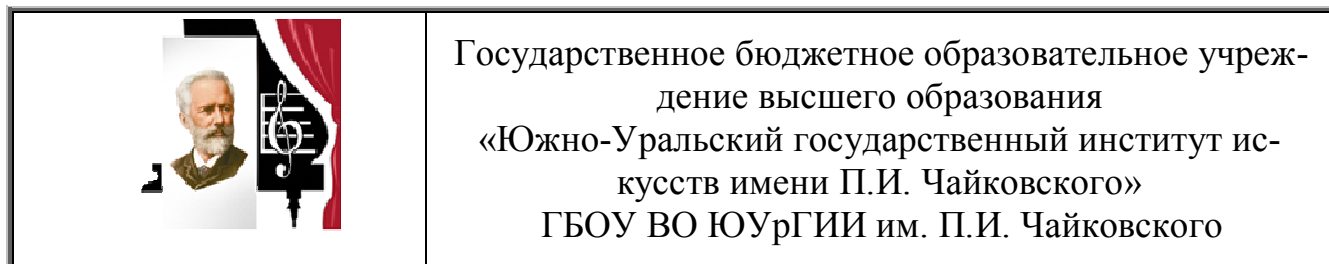 Государственное бюджетное образовательное учреж-
дение высшего образования
«Южно-Уральский государственный институт ис-
кусств имени П.И. Чайковского»
ГБОУ ВО ЮУрГИИ им. П.И. Чайковского